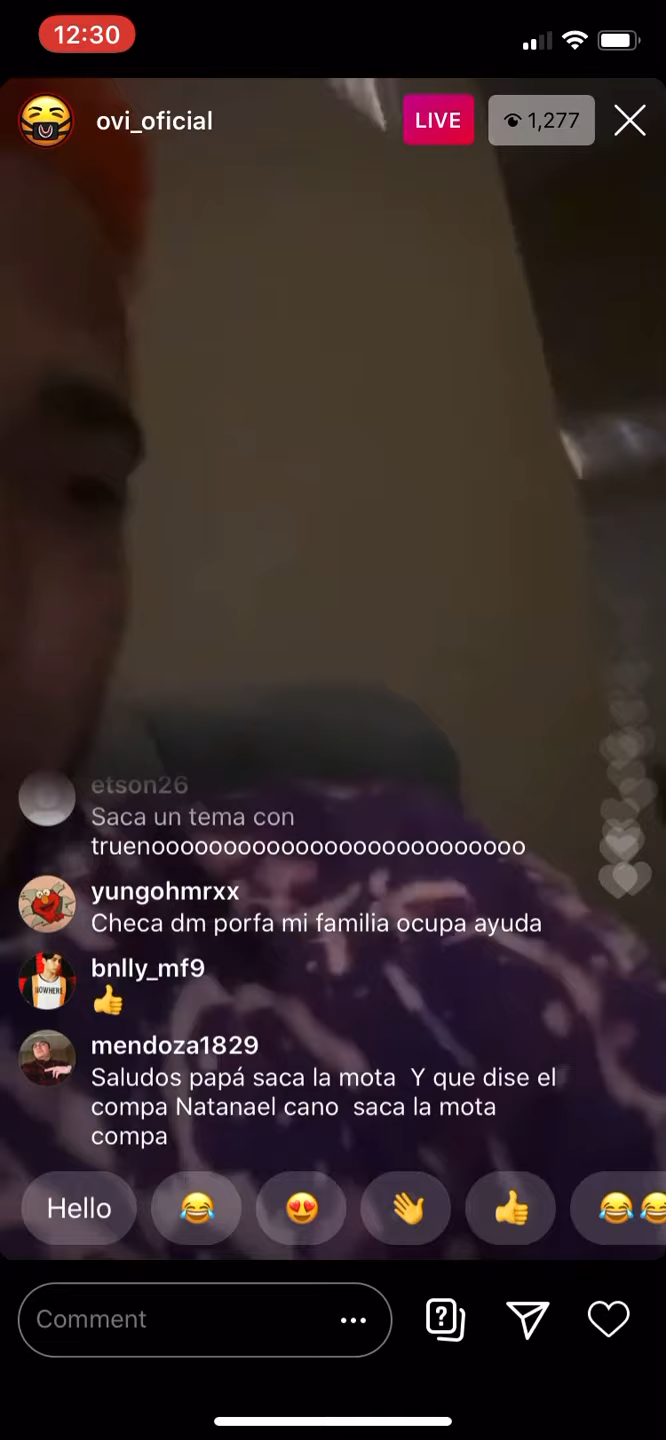 12:30
ovi_oficial
LIVE
1,277
etson26
Saca un tema con
truenoooooooooooooooooooooooooo
yungohmrxx
Checa dm porfa mi familia ocupa ayuda
bnlly_mf9
👍
mendoza1829
Saludos papá saca la mota  Y que dise el
compa Natanael cano  saca la mota
compa
Hello 😂 😍 👋 👍 😂😂
Comment